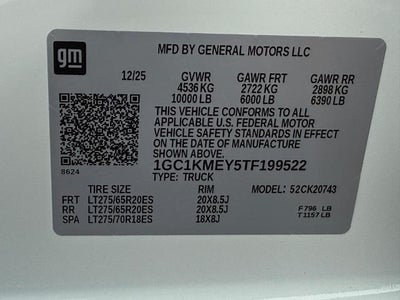 gm MFD BY GENERAL MOTORS LLC
12/25 GVWR GAWR FRT GAWR RR
4536 KG 2722 KG 2898 KG
10000 LB 6000 LB 6390 LB
THIS VEHICLE CONFORMS TO ALL
APPLICABLE U.S. FEDERAL MOTOR
VEHICLE SAFETY STANDARDS IN EFFECT
ON THE DATE OF MANUFACTURE
SHOWN ABOVE.
8624 1GC1KMEY5TF199522
TYPE: TRUCK
TIRE SIZE RIM MODEL: 52CK20743
FRT LT275/65R20ES 20X8.5J
RR LT275/65R20ES 20X8.5J F796 LB
SPA LT275/70R18ES 18X8J T1157 LB